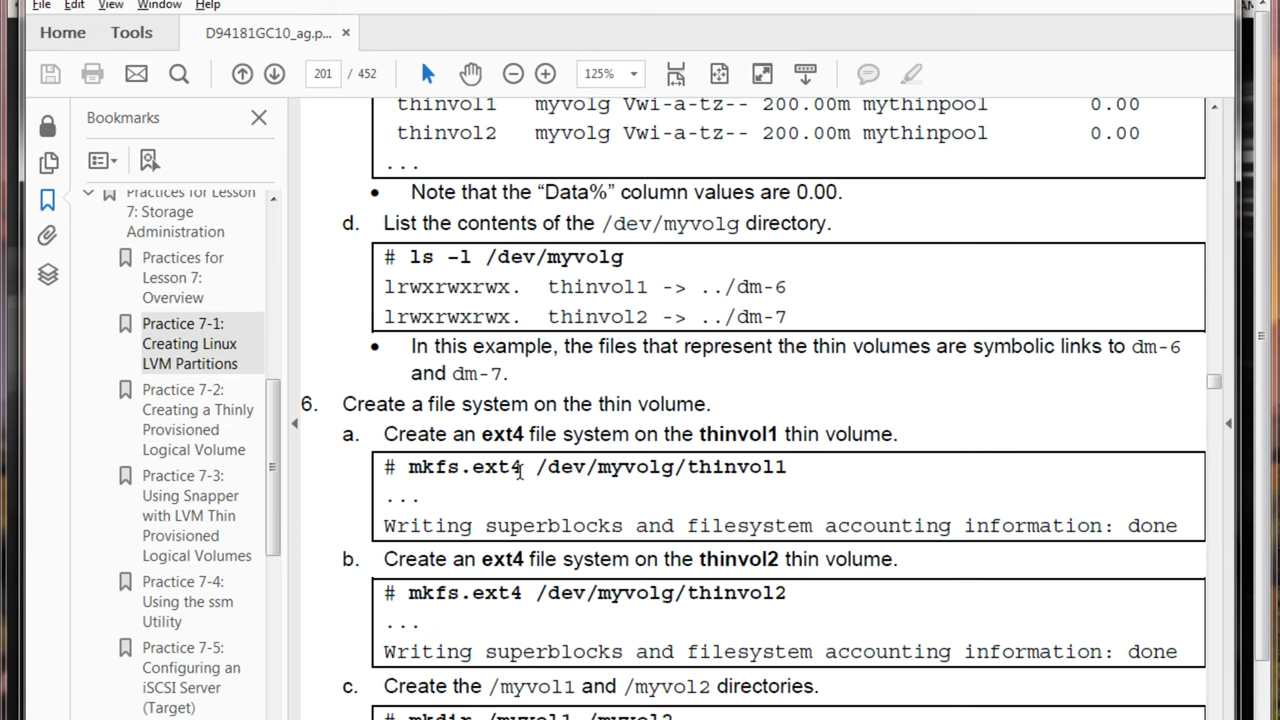 File Edit View Window Help
Home Tools D94181GC10_ag.p... ×
201 / 452 125%
Bookmarks
Practices for Lesson
7: Storage
Administration
Practices for
Lesson 7:
Overview
Practice 7-1:
Creating Linux
LVM Partitions
Practice 7-2:
Creating a Thinly
Provisioned
Logical Volume
Practice 7-3:
Using Snapper
with LVM Thin
Provisioned
Logical Volumes
Practice 7-4:
Using the ssm
Utility
Practice 7-5:
Configuring an
iSCSI Server
(Target)
thinvol1 myvolg Vwi-a-tz-- 200.00m mythinpool 0.00
thinvol2 myvolg Vwi-a-tz-- 200.00m mythinpool 0.00
...
• Note that the “Data%” column values are 0.00.
d. List the contents of the /dev/myvolg directory.
# ls -l /dev/myvolg
lrwxrwxrwx. thinvol1 -> ../dm-6
lrwxrwxrwx. thinvol2 -> ../dm-7
• In this example, the files that represent the thin volumes are symbolic links to dm-6
and dm-7.
6. Create a file system on the thin volume.
a. Create an ext4 file system on the thinvol1 thin volume.
# mkfs.ext4 /dev/myvolg/thinvol1
...
Writing superblocks and filesystem accounting information: done
b. Create an ext4 file system on the thinvol2 thin volume.
# mkfs.ext4 /dev/myvolg/thinvol2
...
Writing superblocks and filesystem accounting information: done
c. Create the /myvol1 and /myvol2 directories.
# mkdir /myvol1 /myvol2